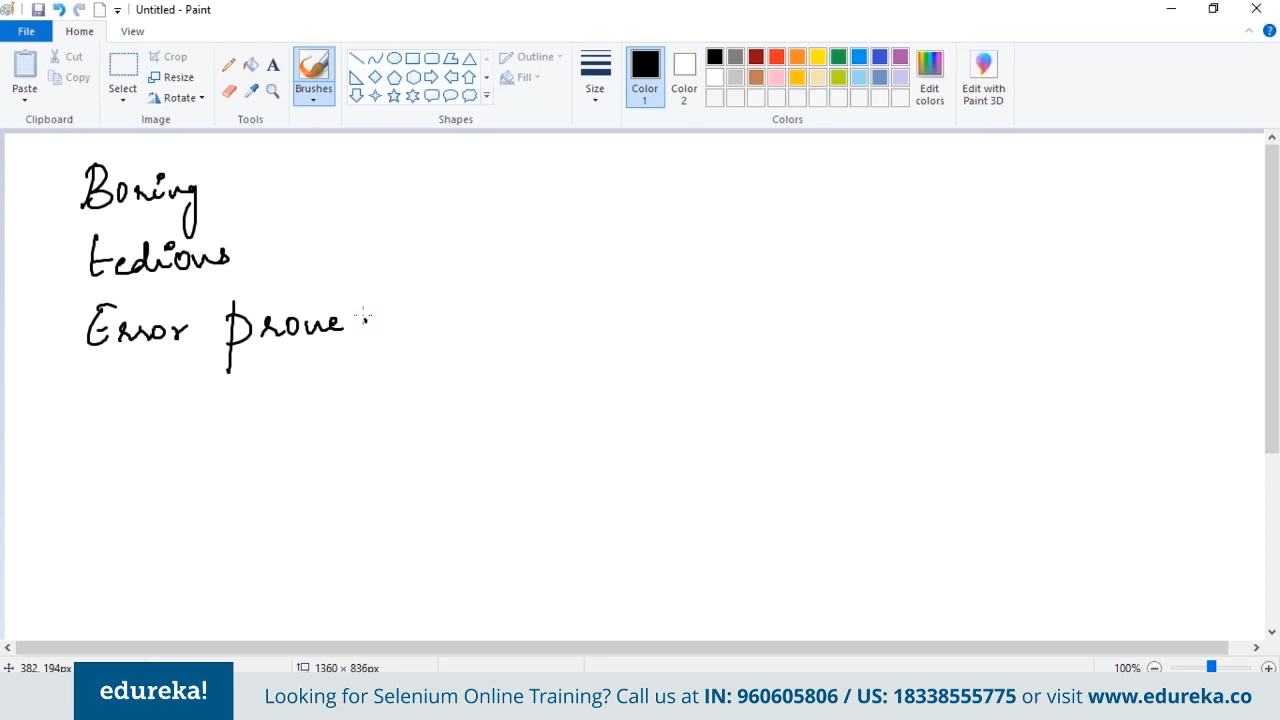 Untitled - Paint
File Home View
Paste
Cut
Copy
Clipboard
Select
Crop
Resize
Rotate
Image
Tools
Brushes
Outline
Fill
Shapes
Size
Color 1
Color 2
Edit colors
Edit with Paint 3D
Colors
Boring
tedious
Error prone
382, 194px
1360 × 836px
100%
edureka!
Looking for Selenium Online Training? Call us at IN: 960605806 / US: 18338555775 or visit www.edureka.co